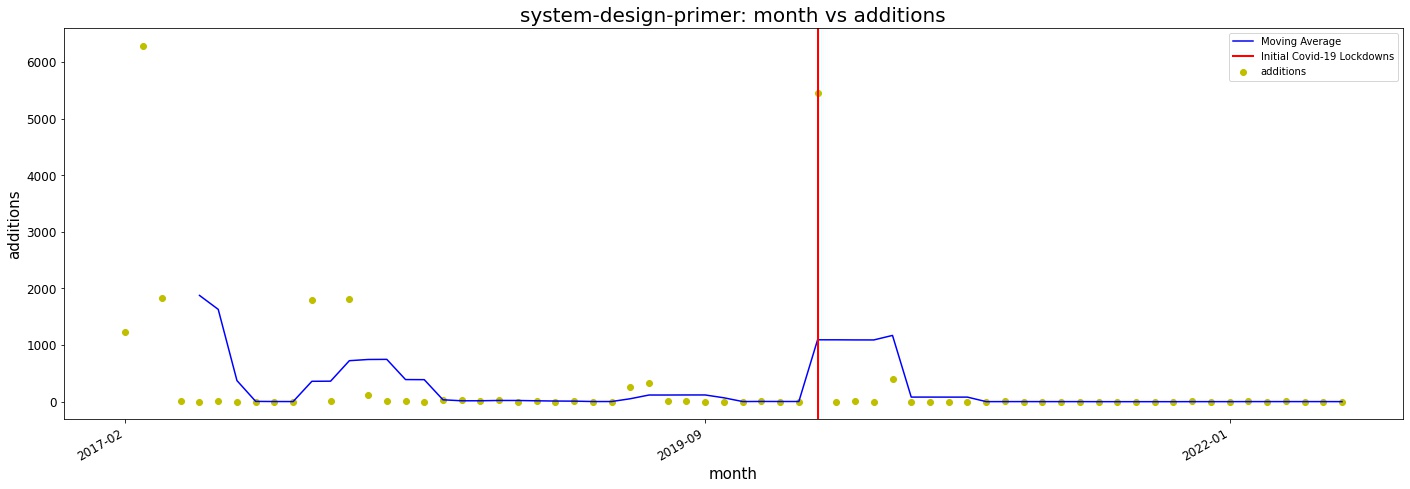 system-design-primer: month vs additions
Moving Average
Initial Covid-19 Lockdowns
additions
6000
5000
4000
3000
2000
1000
0
additions
2017-02
2019-09
2022-01
month